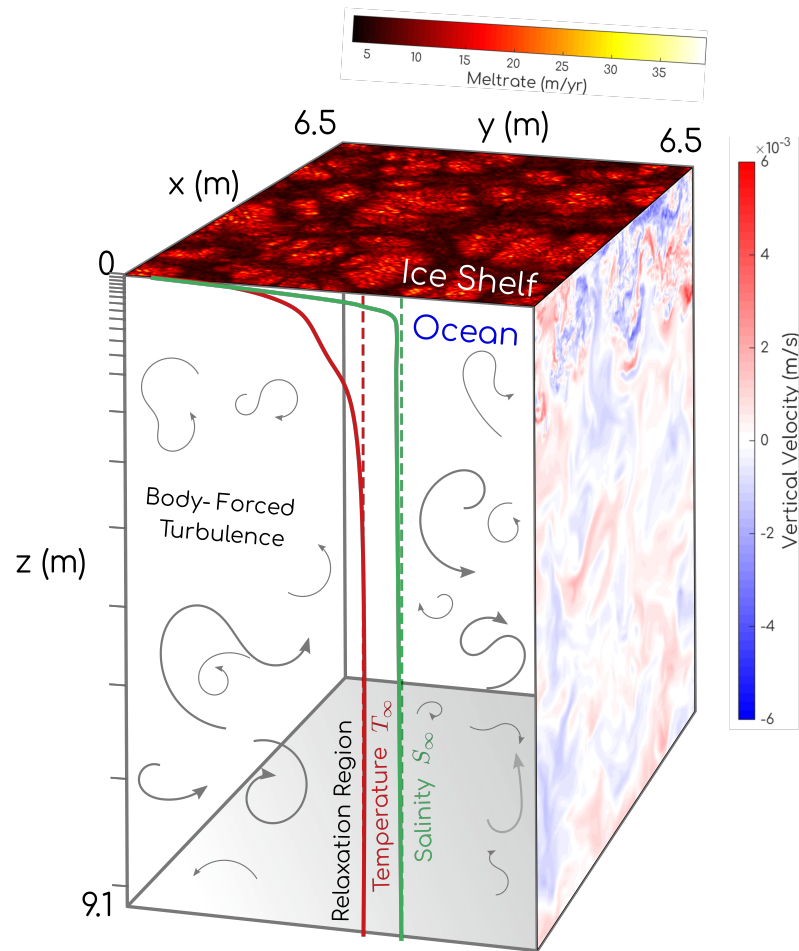 5 10 15 20 25 30 35
Meltrate (m/yr)
6.5 y (m) 6.5
x (m)
×10⁻³
6
4
2
0
-2
-4
-6
Vertical Velocity (m/s)
0
Ice Shelf
Ocean
Body-Forced
Turbulence
z (m)
Relaxation Region
Temperature T∞
Salinity S∞
9.1